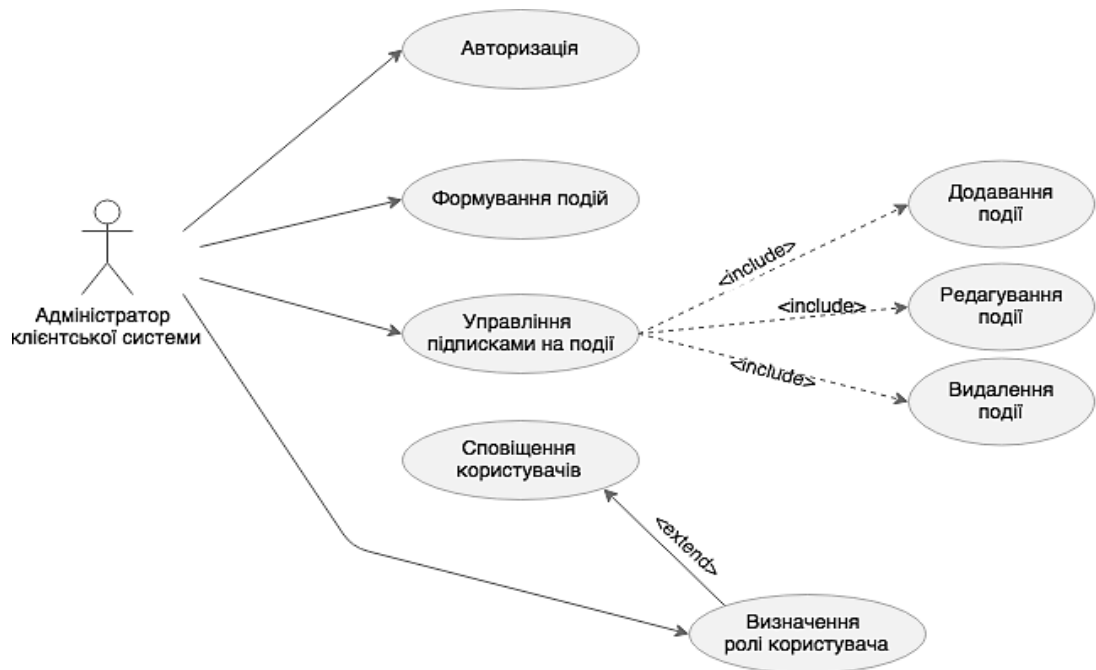 Авторизація
Формування подій
Додавання
події
<include>
Адміністратор
клієнтської системи
Управління
підписками на події
<include>
Редагування
події
<include>
Видалення
події
Сповіщення
користувачів
<extend>
Визначення
ролі користувача